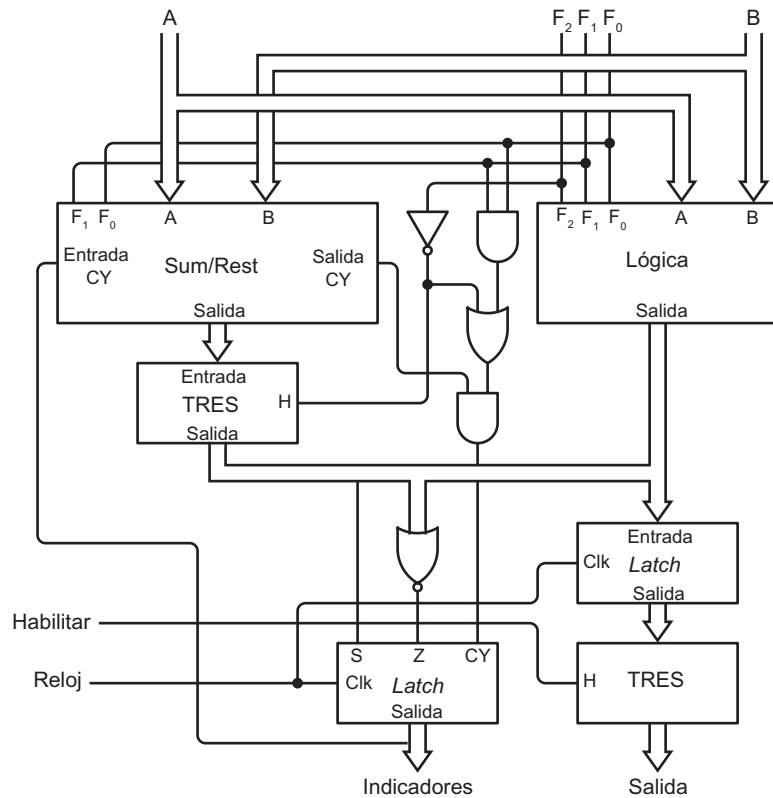 A F₂ F₁ F₀ B
F₁ F₀ A B
Entrada CY
Sum/Rest
Salida CY
Salida
F₂ F₁ F₀ A B
Lógica
Salida
Entrada
TRES
H
Salida
Entrada
Clk Latch
Salida
Habilitar
S Z CY
Reloj
Clk Latch
Salida
H TRES
Indicadores
Salida